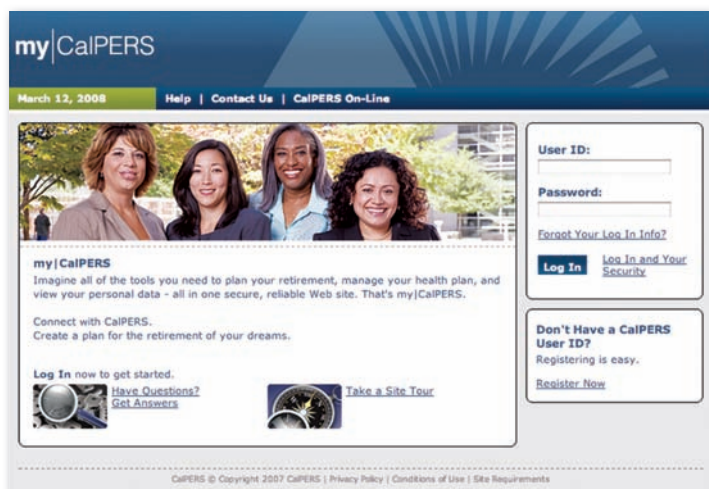 my|CalPERS
March 12, 2008
Help | Contact Us | CalPERS On-Line
my|CalPERS
Imagine all of the tools you need to plan your retirement, manage your health plan, and
view your personal data - all in one secure, reliable Web site. That's my|CalPERS.
Connect with CalPERS.
Create a plan for the retirement of your dreams.
Log In now to get started.
Have Questions?
Get Answers
Take a Site Tour
User ID:
Password:
Forgot Your Log In Info?
Log In
Log In and Your
Security
Don't Have a CalPERS
User ID?
Registering is easy.
Register Now
CalPERS © Copyright 2007 CalPERS | Privacy Policy | Conditions of Use | Site Requirements